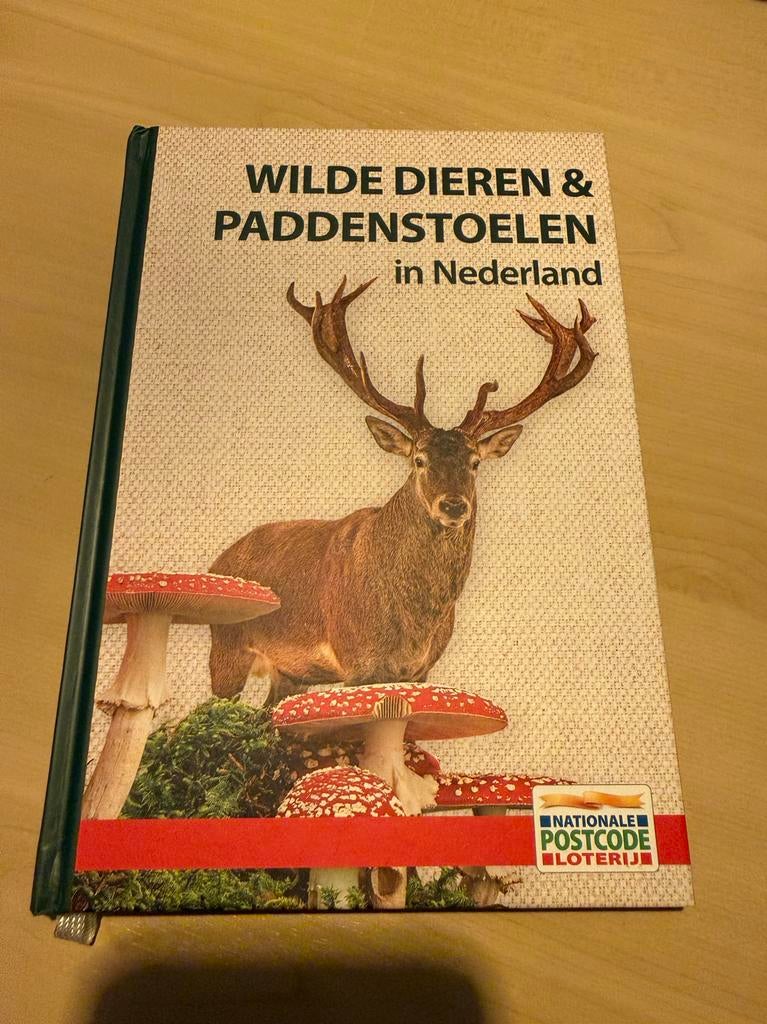 WILDE DIEREN &
PADDENSTOELEN
in Nederland
NATIONALE
POSTCODE
LOTERIJ